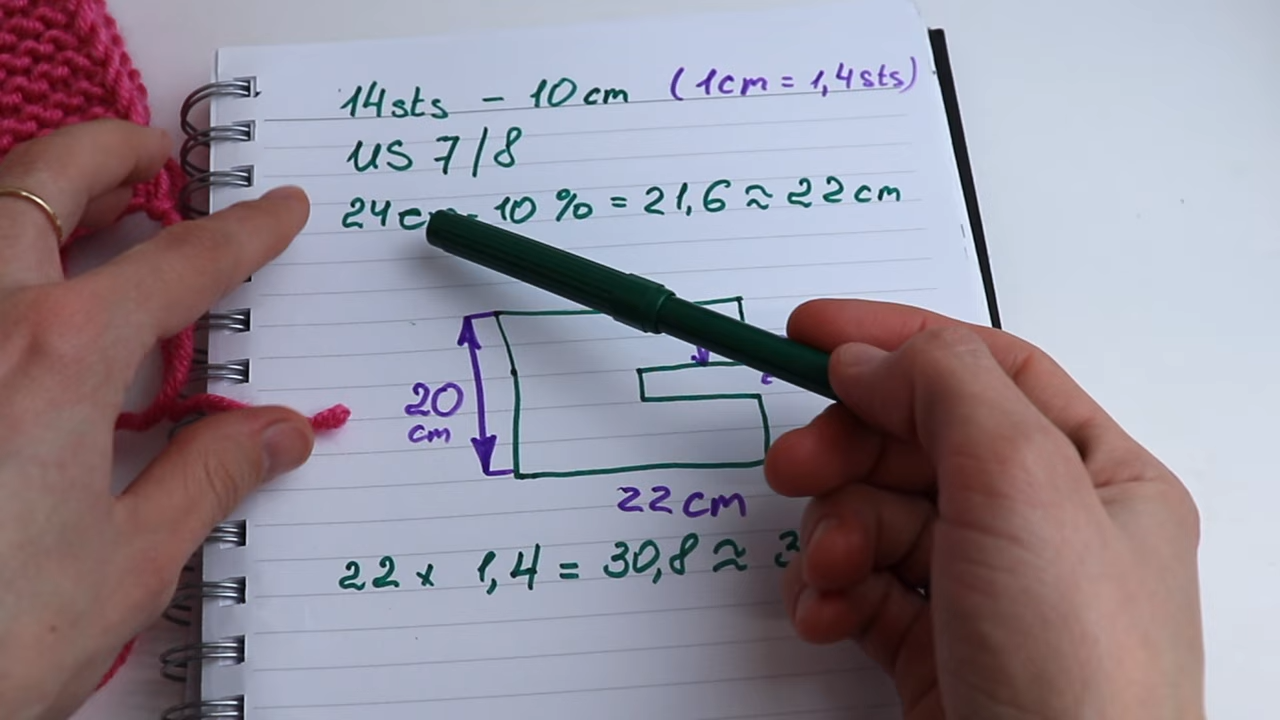 14sts - 10cm (1cm = 1,4sts)
US 7/8
24cm - 10 % = 21,6 ≈ 22cm
20
cm
22cm
22 x 1,4 = 30,8 ≈